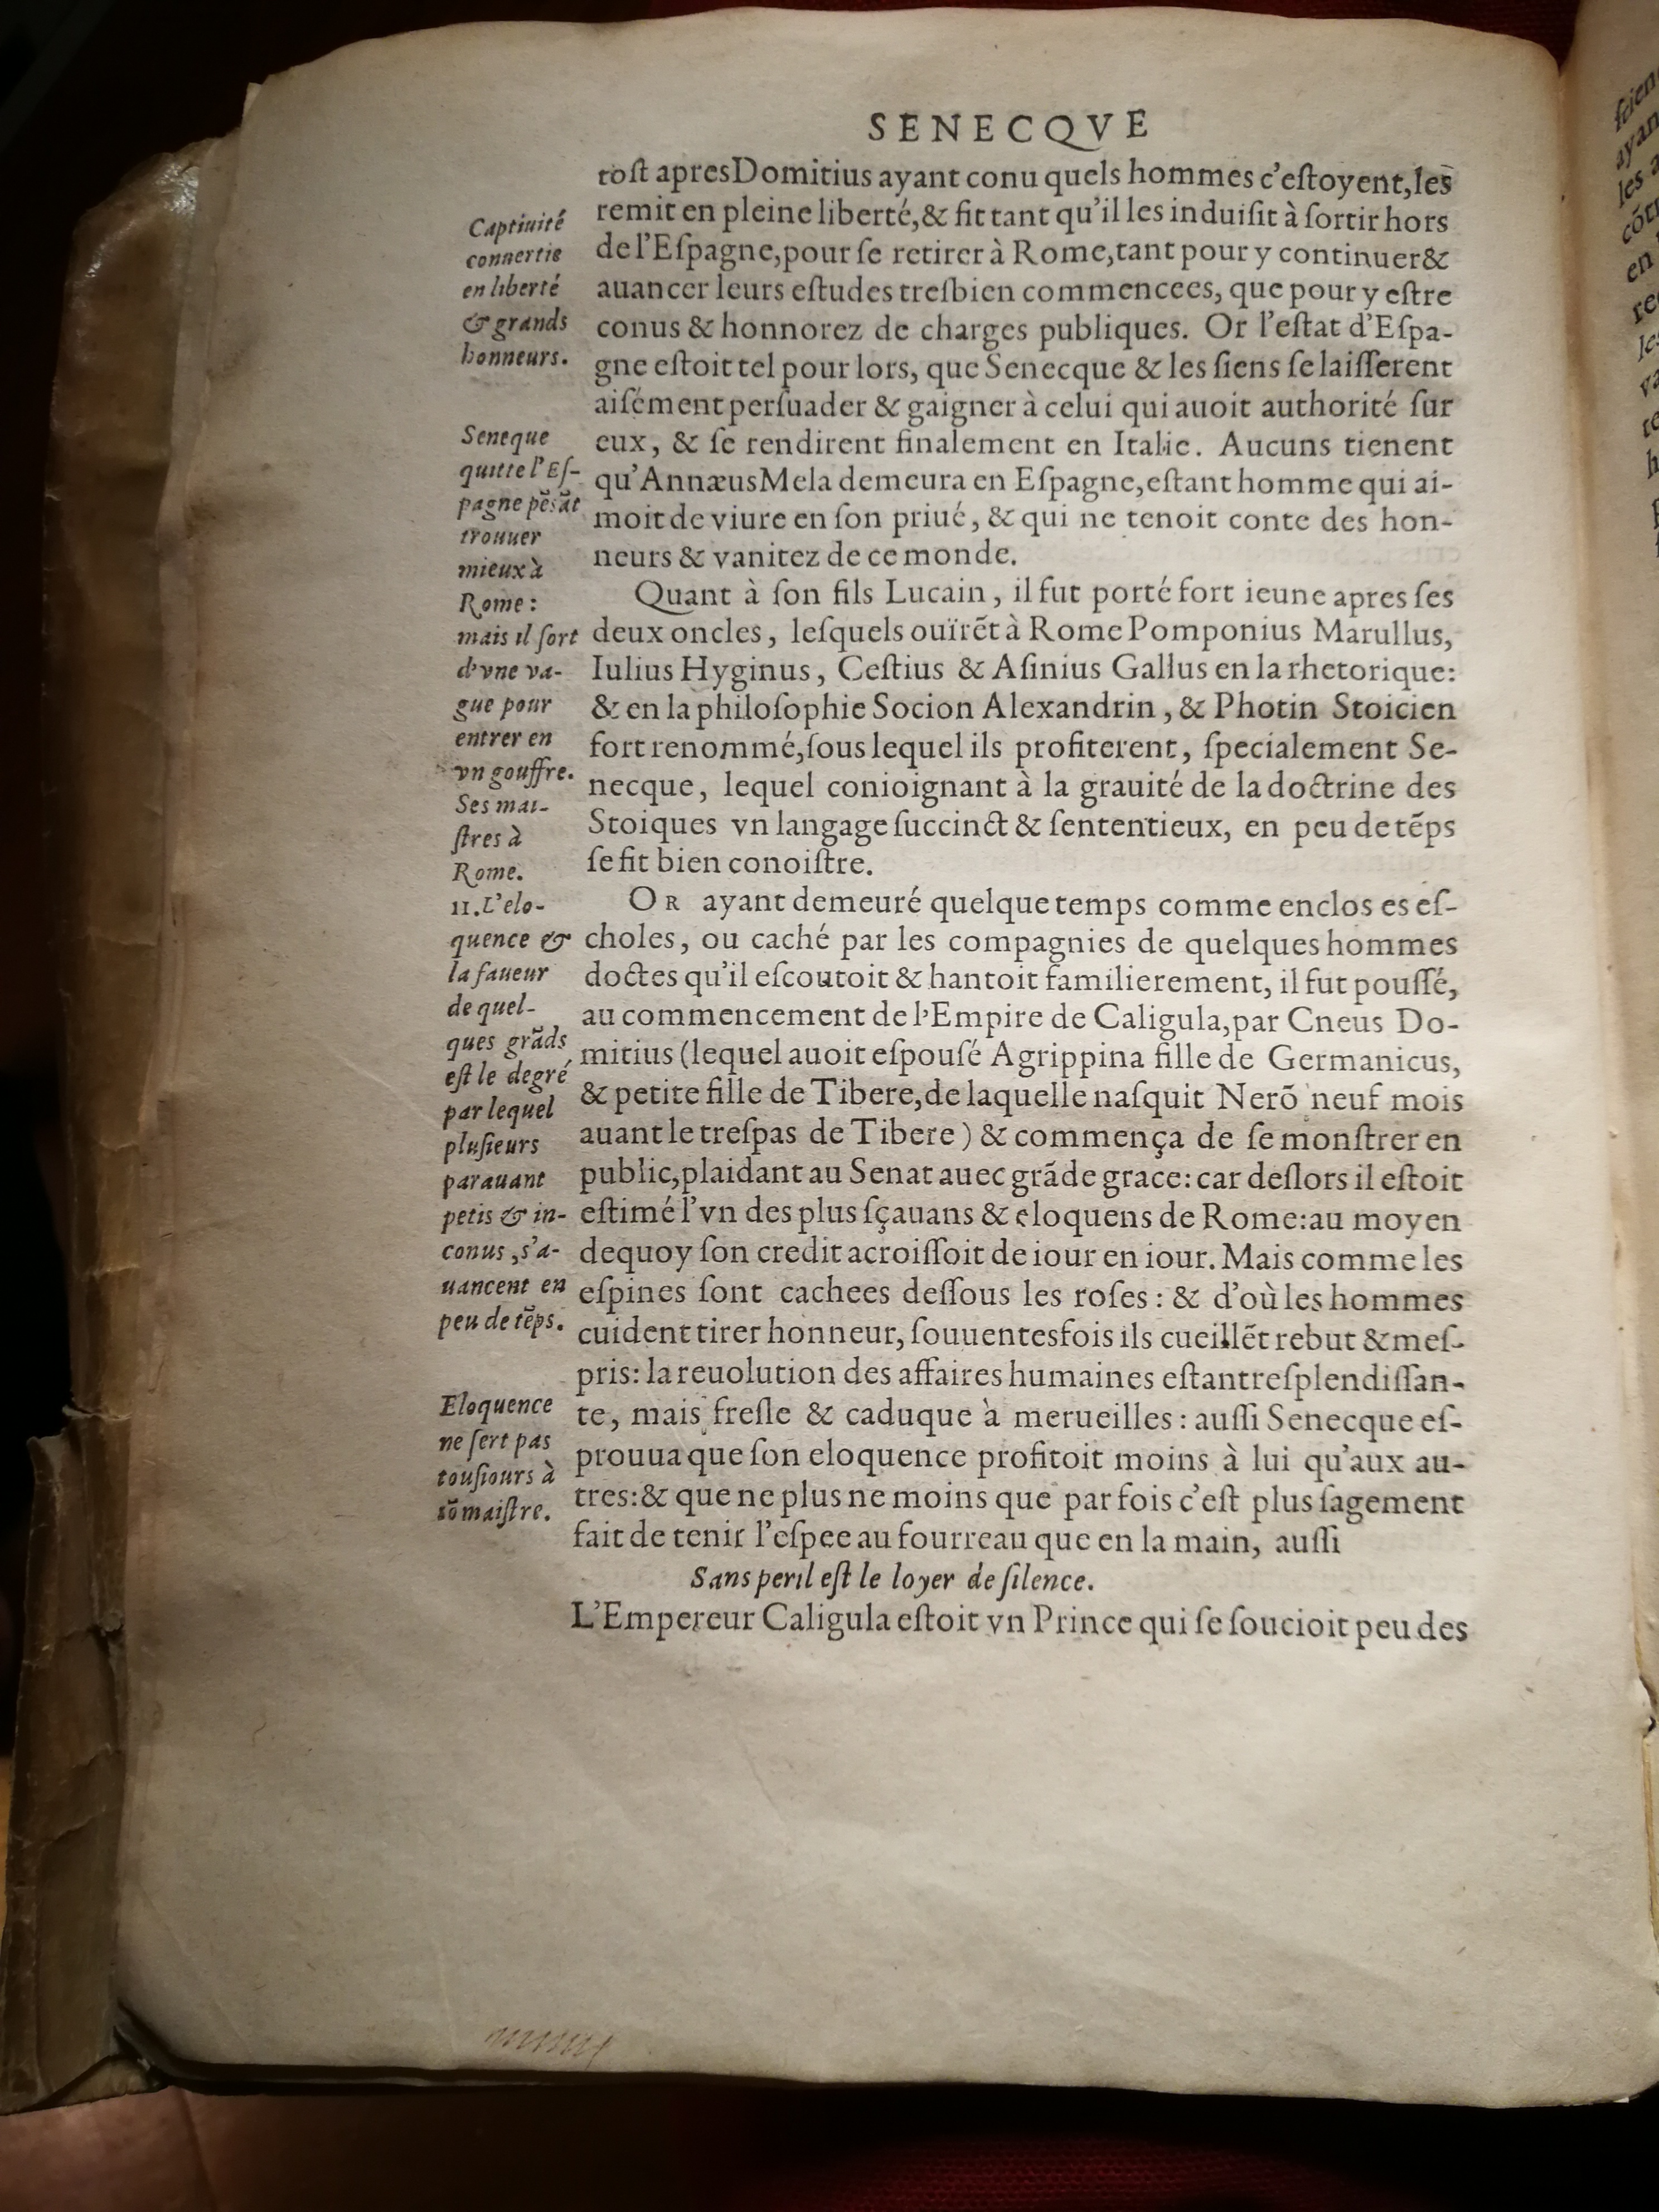 SENECQVE
toſt apres Domitius ayant conu quels hommes c'eſtoyent, les
remit en pleine liberté, & fit tant qu'il les induiſit à ſortir hors
de l'Eſpagne, pour ſe retirer à Rome, tant pour y continuer &
auancer leurs eſtudes treſbien commencees, que pour y eſtre
conus & honnorez de charges publiques. Or l'eſtat d'Eſpa-
gne eſtoit tel pour lors, que Senecque & les ſiens ſe laiſſerent
aiſément perſuader & gaigner à celui qui auoit authorité ſur
eux, & ſe rendirent finalement en Italie. Aucuns tienent
qu'Annæus Mela demeura en Eſpagne, eſtant homme qui ai-
moit de viure en ſon priué, & qui ne tenoit conte des hon-
neurs & vanitez de ce monde.
Quant à ſon fils Lucain, il fut porté fort ieune apres ſes
deux oncles, leſquels ouïrẽt à Rome Pomponius Marullus,
Iulius Hyginus, Ceſtius & Aſinius Gallus en la rhetorique:
& en la philoſophie Socion Alexandrin, & Photin Stoicien
fort renommé, ſous lequel ils profiterent, ſpecialement Se-
necque, lequel conioignant à la grauité de la doctrine des
Stoiques vn langage ſuccinct & ſententieux, en peu de tẽps
ſe fit bien conoiſtre.
OR ayant demeuré quelque temps comme enclos es eſ-
choles, ou caché par les compagnies de quelques hommes
doctes qu'il eſcoutoit & hantoit familierement, il fut pouſſé,
au commencement de l'Empire de Caligula, par Cneus Do-
mitius (lequel auoit eſpouſé Agrippina fille de Germanicus,
& petite fille de Tibere, de laquelle naſquit Nerõ neuf mois
auant le treſpas de Tibere) & commença de ſe monſtrer en
public, plaidant au Senat auec grãde grace: car deſlors il eſtoit
eſtimé l'vn des plus ſçauans & eloquens de Rome: au moyen
dequoy ſon credit acroiſſoit de iour en iour. Mais comme les
eſpines ſont cachees deſſous les roſes: & d'où les hommes
cuident tirer honneur, ſouuentesfois ils cueillẽt rebut & meſ-
pris: la reuolution des affaires humaines eſtant reſplendiſſan-
te, mais freſle & caduque à merueilles: auſſi Senecque eſ-
prouua que ſon eloquence profitoit moins à lui qu'aux au-
tres: & que ne plus ne moins que par fois c'eſt plus ſagement
fait de tenir l'eſpee au fourreau que en la main, auſſi
Sans peril eſt le loyer de ſilence.
L'Empereur Caligula eſtoit vn Prince qui ſe ſoucioit peu des
Captiuité
conuertie
en liberté
& grands
honneurs.
Seneque
quitte l'Eſ-
pagne pẽsãt
trouuer
mieux à
Rome:
mais il ſort
d'vne va-
gue pour
entrer en
vn gouffre.
Ses mai-
ſtres à
Rome.
11. L'elo-
quence &
la faueur
de quel-
ques grãds
eſt le degré
par lequel
pluſieurs
parauant
petis & in-
conus, s'a-
uancent en
peu de tẽps.
Eloquence
ne ſert pas
touſiours à
sõ maiſtre.